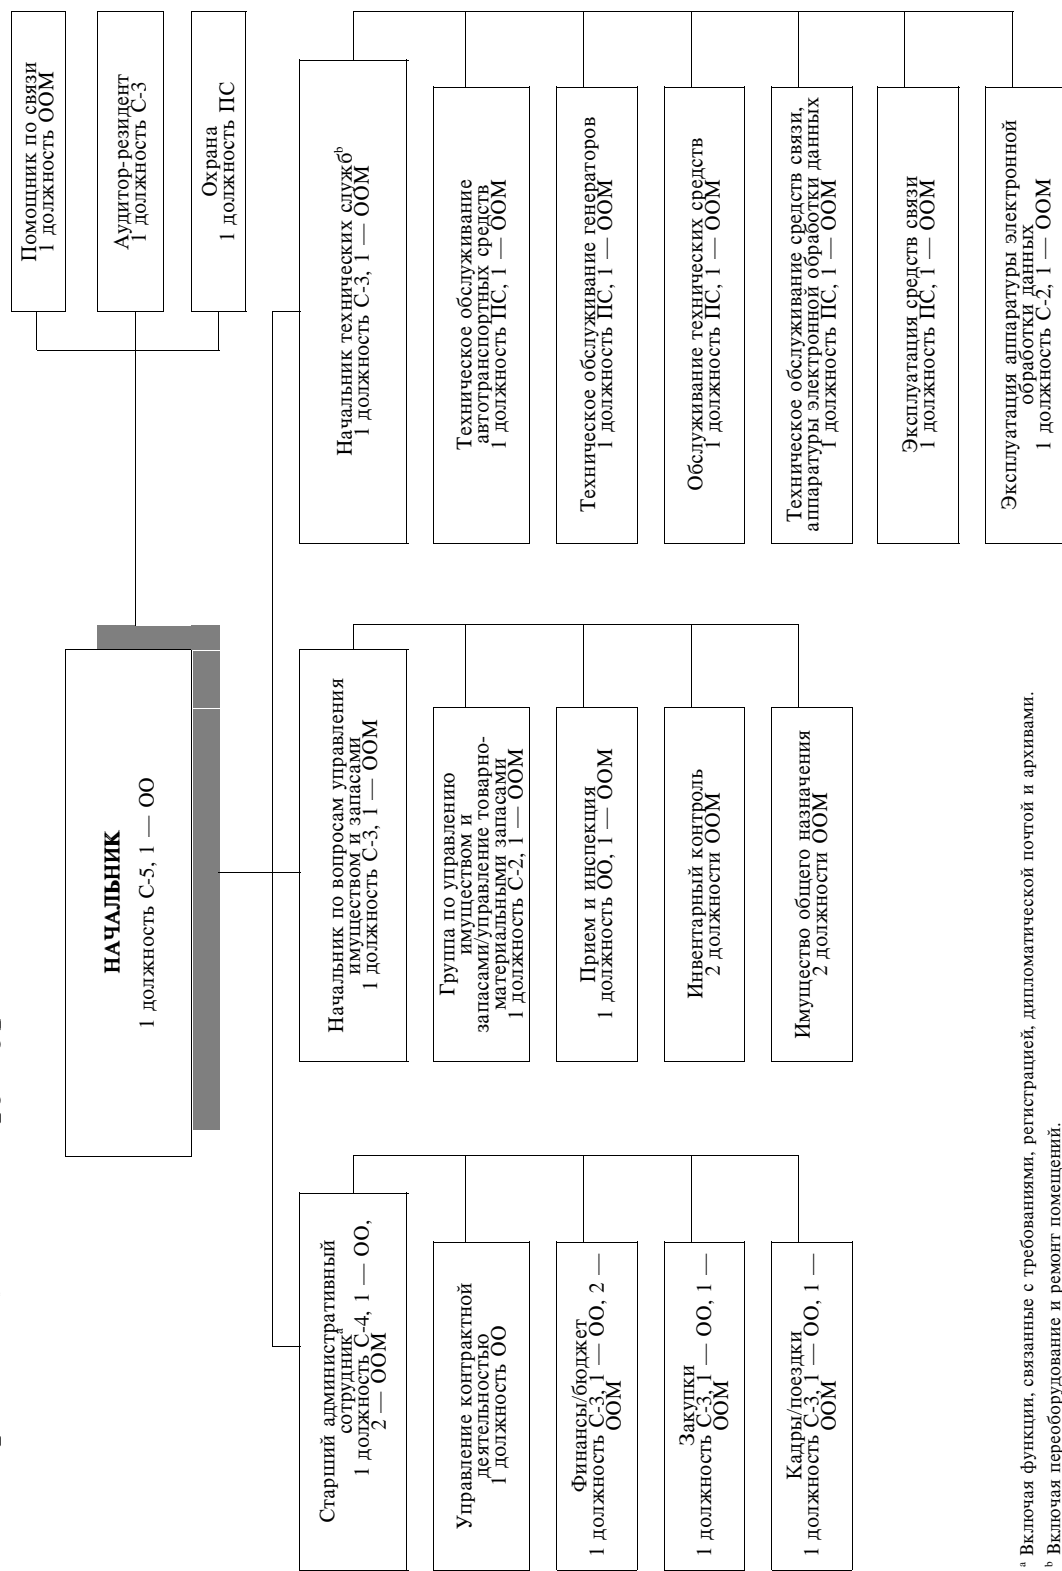 Помощник по связи
1 должность ООМ
Аудитор-резидент
1 должность С-3
Охрана
1 должность ПС
НАЧАЛЬНИК
1 должность С-5, 1 — ОО
Старший административный
сотрудникª
1 должность С-4, 1 — ОО,
2 — ООМ
Управление контрактной
деятельностью
1 должность ОО
Финансы/бюджет
1 должность С-3, 1 — ОО, 2 —
ООМ
Закупки
1 должность С-3, 1 — ОО, 1 —
ООМ
Кадры/поездки
1 должность С-3, 1 — ОО, 1 —
ООМ
Начальник по вопросам управления
имуществом и запасами
1 должность С-3, 1 — ООМ
Группа по управлению
имуществом и
запасами/управление товарно-
материальными запасами
1 должность С-2, 1 — ООМ
Прием и инспекция
1 должность ОО, 1 — ООМ
Инвентарный контроль
2 должности ООМ
Имущество общего назначения
2 должности ООМ
Начальник технических службᵇ
1 должность С-3, 1 — ООМ
Техническое обслуживание
автотранспортных средств
1 должность ПС, 1 — ООМ
Техническое обслуживание генераторов
1 должность ПС, 1 — ООМ
Обслуживание технических средств
1 должность ПС, 1 — ООМ
Техническое обслуживание средств связи,
аппаратуры электронной обработки данных
1 должность ПС, 1 — ООМ
Эксплуатация средств связи
1 должность ПС, 1 — ООМ
Эксплуатация аппаратуры электронной
обработки данных
1 должность С-2, 1 — ООМ
ª Включая функции, связанные с требованиями, регистрацией, дипломатической почтой и архивами.
ᵇ Включая переоборудование и ремонт помещений.